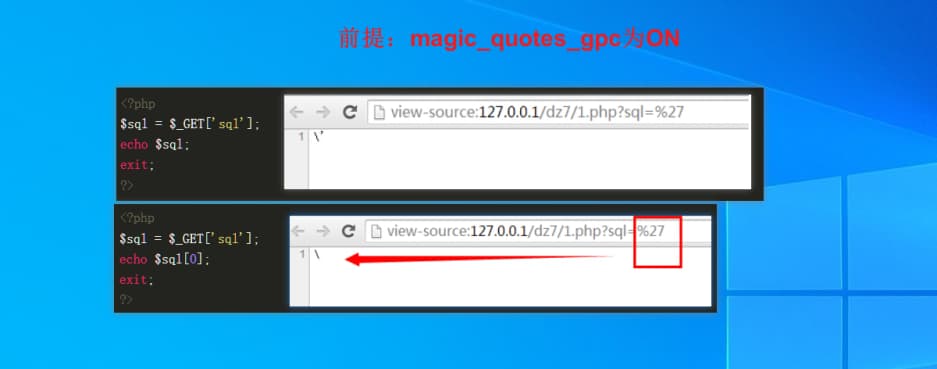 前提：magic_quotes_gpc为ON
<?php
$sql = $_GET['sql'];
echo $sql;
exit;
?>
view-source:127.0.0.1/dz7/1.php?sql=%27
1 \'
<?php
$sql = $_GET['sql'];
echo $sql[0];
exit;
?>
view-source:127.0.0.1/dz7/1.php?sql=%27
1 \